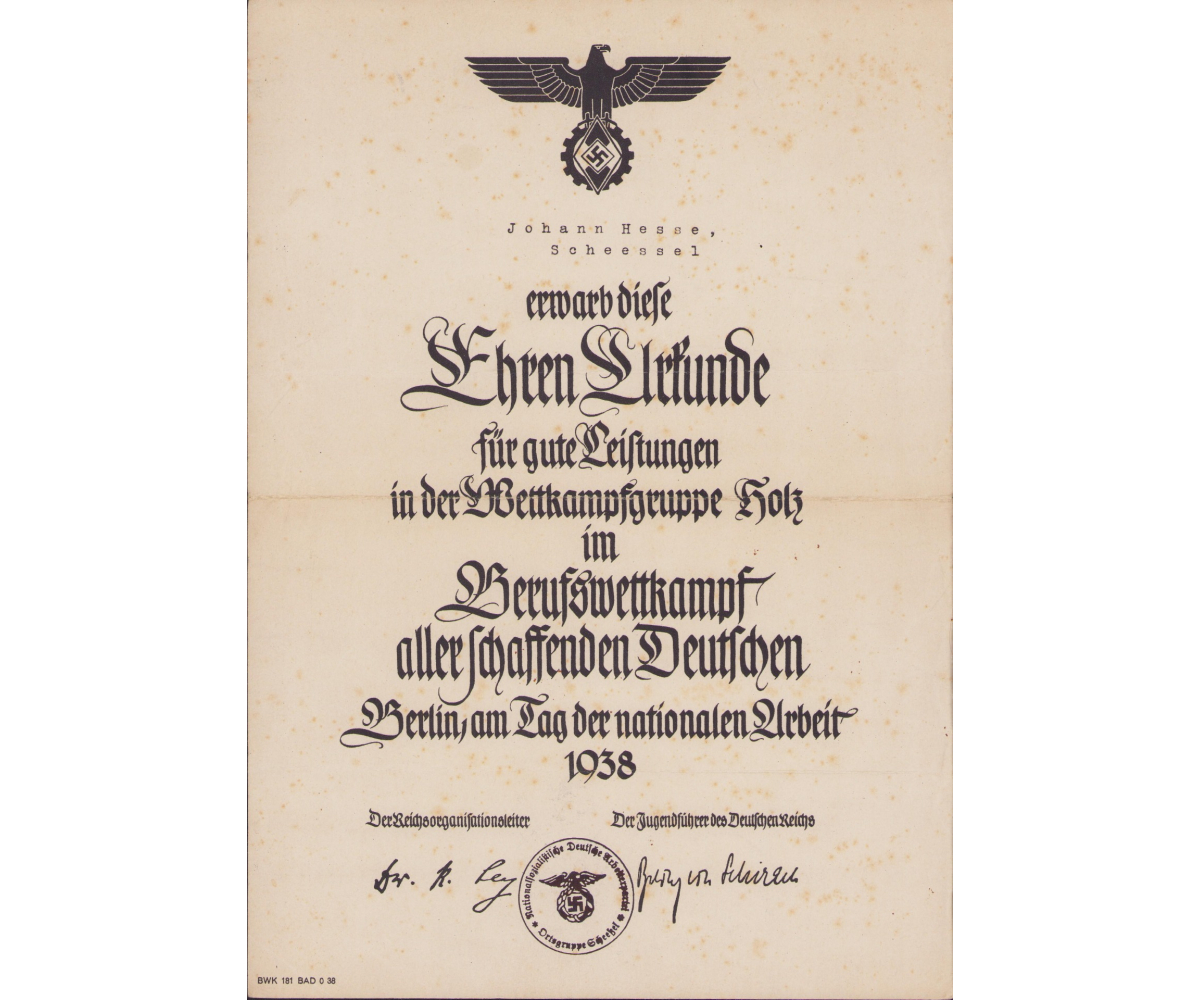 Johann Hesse,
Scheessel
erwarb diese
Ehren Urkunde
für gute Leistungen
in der Wettkampfgruppe Holz
im
Berufswettkampf
aller schaffenden Deutschen
Berlin, am Tag der nationalen Arbeit
1938
Der Reichsorganisationsleiter
Der Jugendführer des Deutschen Reichs
Dr. R. Ley
Baldur von Schirach
Nationalsozialistische Deutsche Arbeiterpartei
Ortsgruppe Scheeßel
BWK 181 BAD 0 38